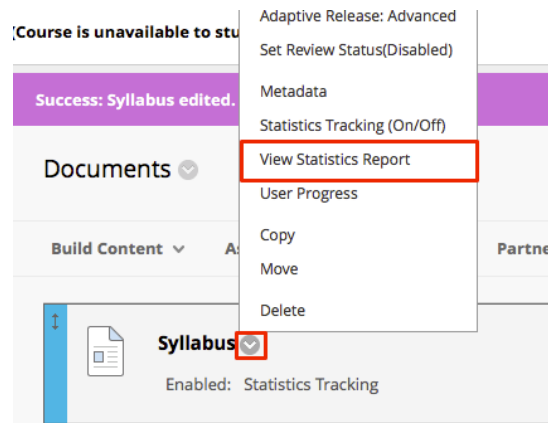 Adaptive Release: Advanced
(Course is unavailable to stu
Set Review Status(Disabled)
Success: Syllabus edited.
Metadata
Statistics Tracking (On/Off)
View Statistics Report
Documents
User Progress
Build Content
A
Copy
Partne
Move
Delete
Syllabus
Enabled: Statistics Tracking